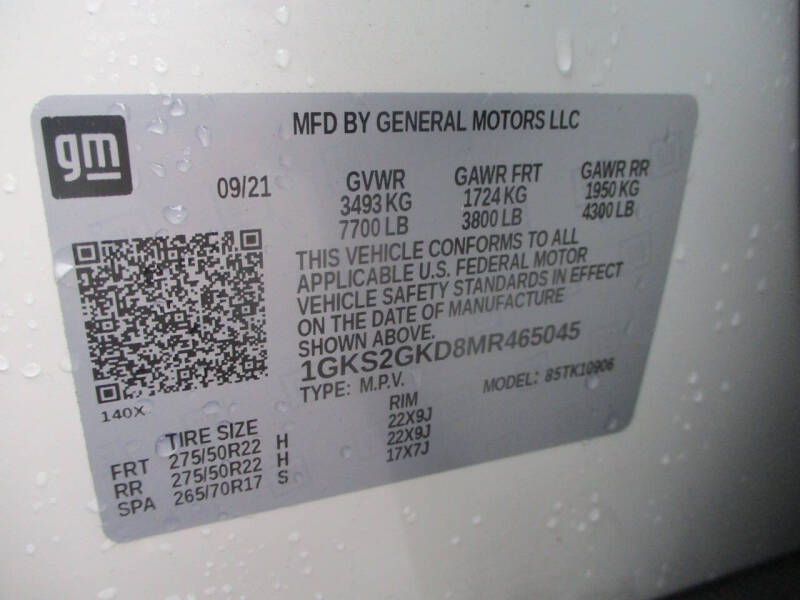 gm
MFD BY GENERAL MOTORS LLC
09/21
GVWR GAWR FRT GAWR RR
3493 KG 1724 KG 1950 KG
7700 LB 3800 LB 4300 LB
THIS VEHICLE CONFORMS TO ALL
APPLICABLE U.S. FEDERAL MOTOR
VEHICLE SAFETY STANDARDS IN EFFECT
ON THE DATE OF MANUFACTURE
SHOWN ABOVE.
1GKS2GKD8MR465045
TYPE: M.P.V. MODEL: 85TK10906
140X
TIRE SIZE RIM
FRT 275/50R22 H 22X9J
RR 275/50R22 H 22X9J
SPA 265/70R17 S 17X7J